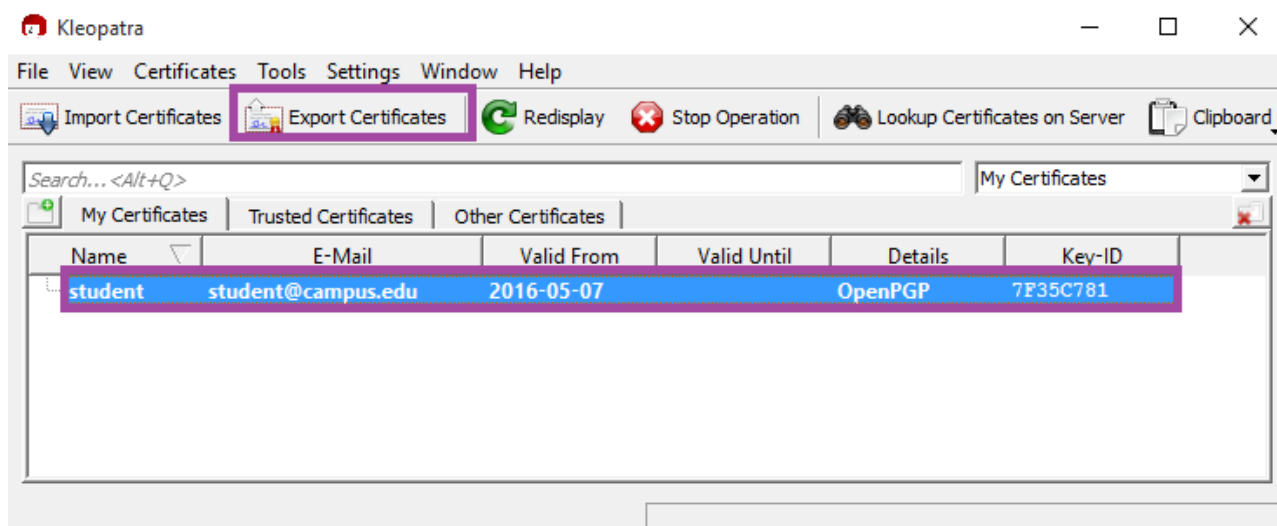 Kleopatra
File View Certificates Tools Settings Window Help
Import Certificates Export Certificates Redisplay Stop Operation Lookup Certificates on Server Clipboard
Search...<Alt+Q> My Certificates
My Certificates Trusted Certificates Other Certificates
Name E-Mail Valid From Valid Until Details Key-ID
student student@campus.edu 2016-05-07 OpenPGP 7F35C781